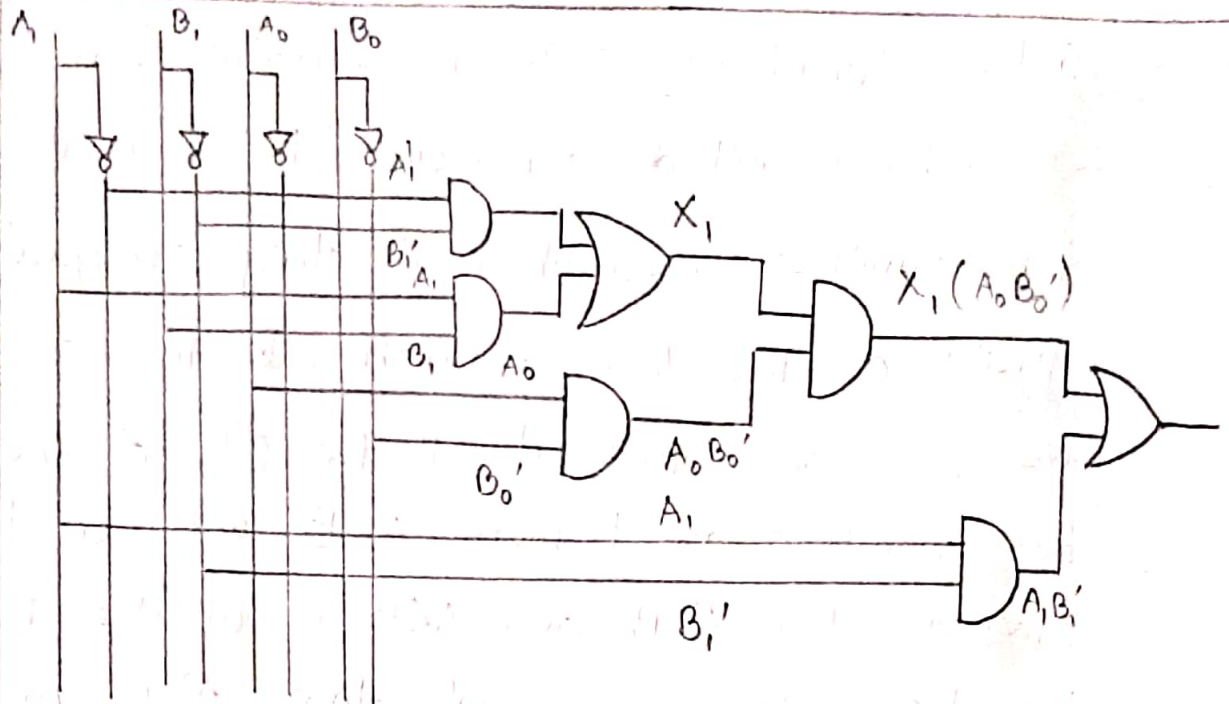 A₁ B₁ A₀ B₀
A₁'
B₁'
A₁
B₁
A₀
B₀'
X₁
A₀B₀'
X₁(A₀B₀')
A₁
B₁'
A₁B₁'